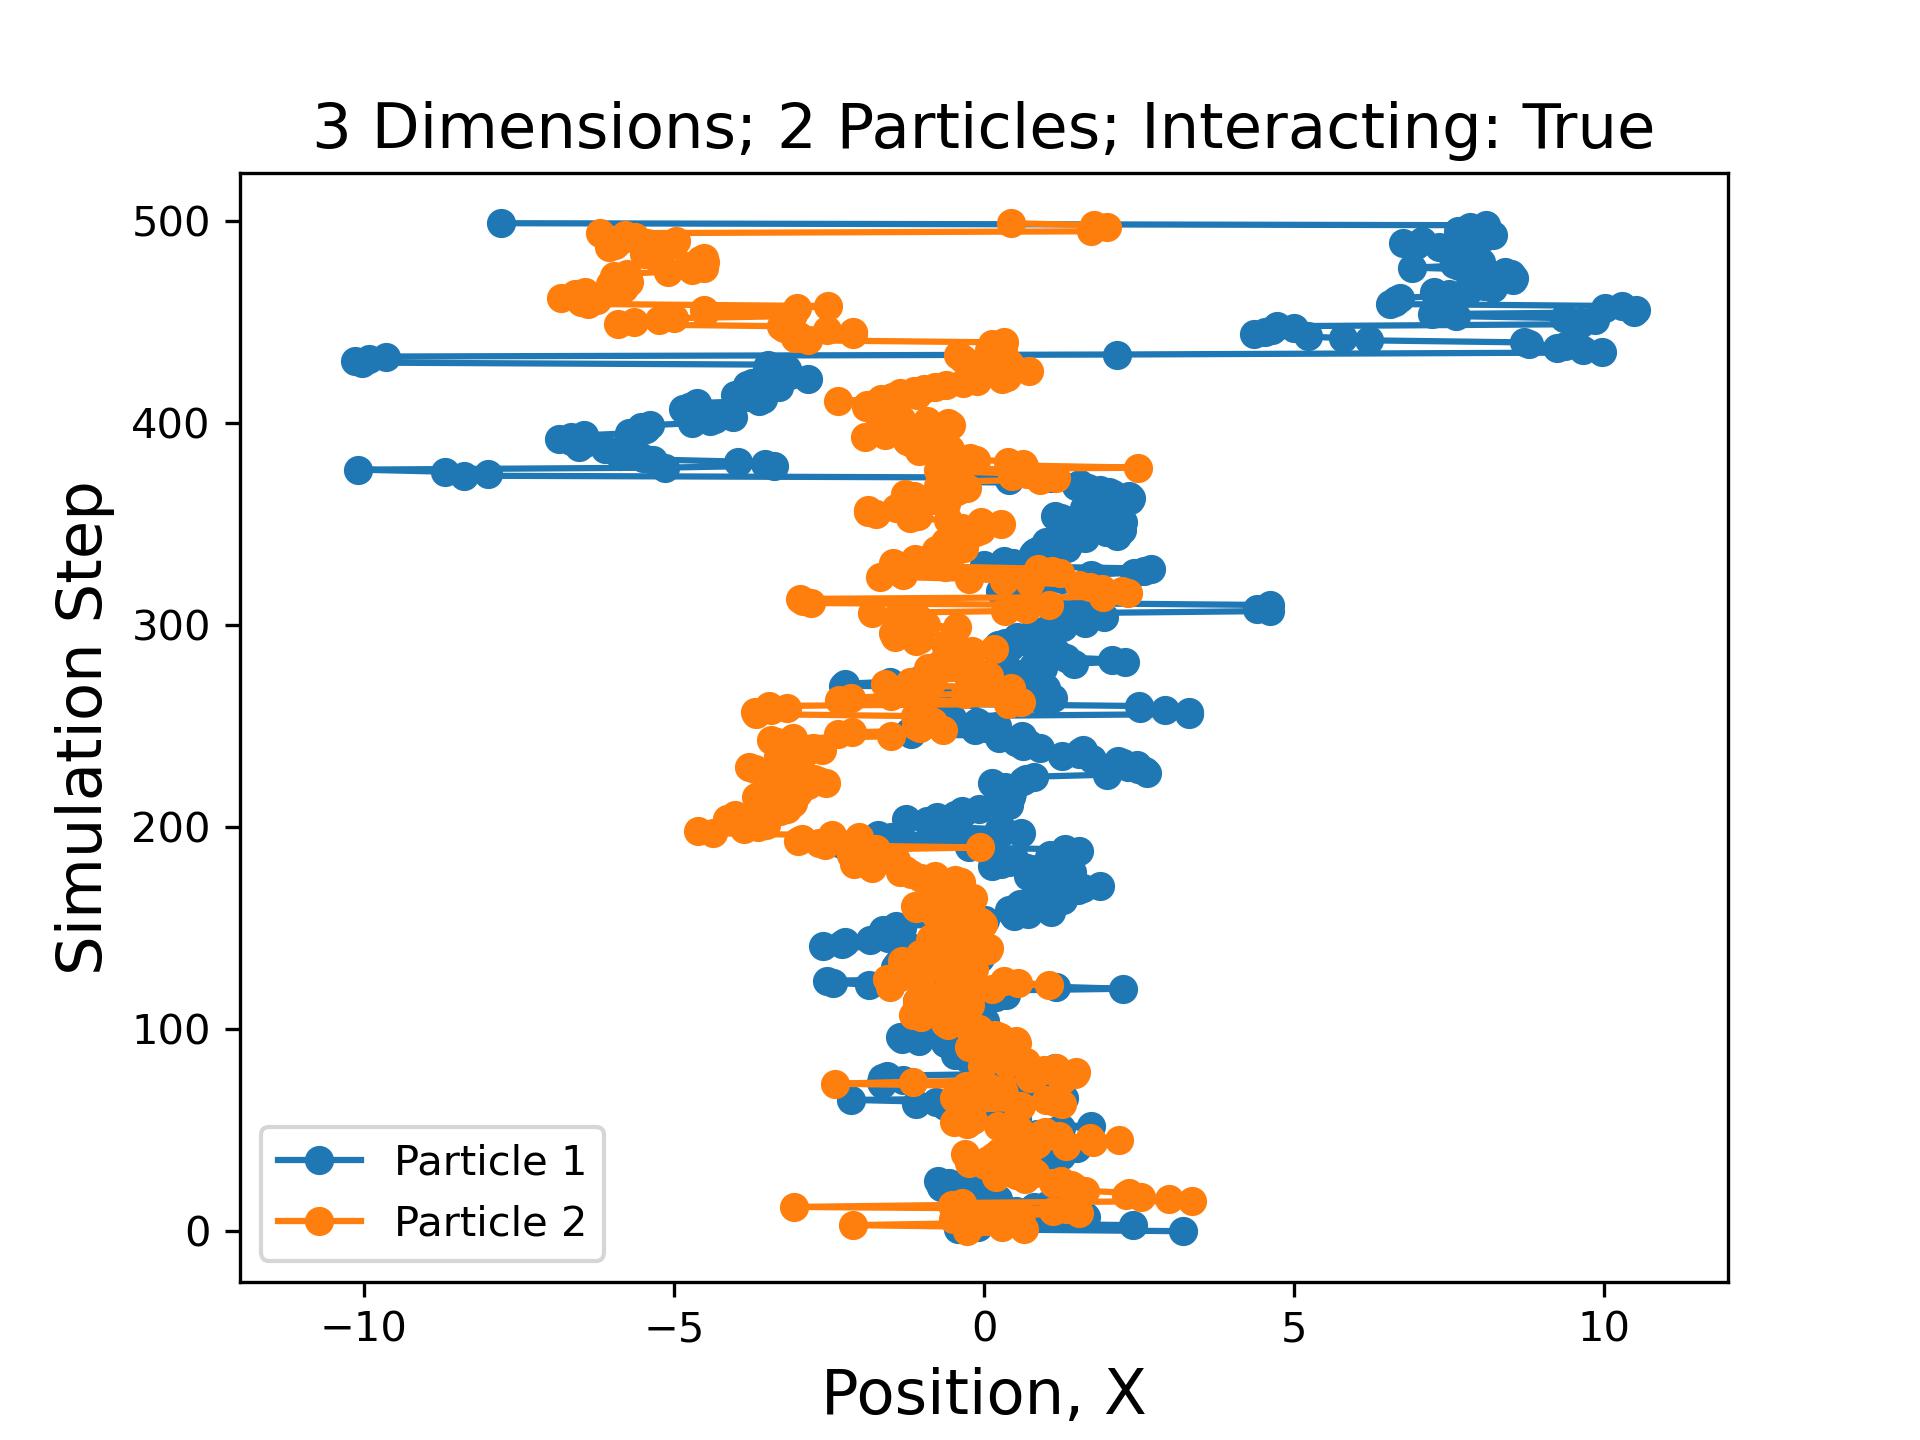 3 Dimensions; 2 Particles; Interacting: True
Simulation Step
500
400
300
200
100
0
Particle 1
Particle 2
−10
−5
0
5
10
Position, X